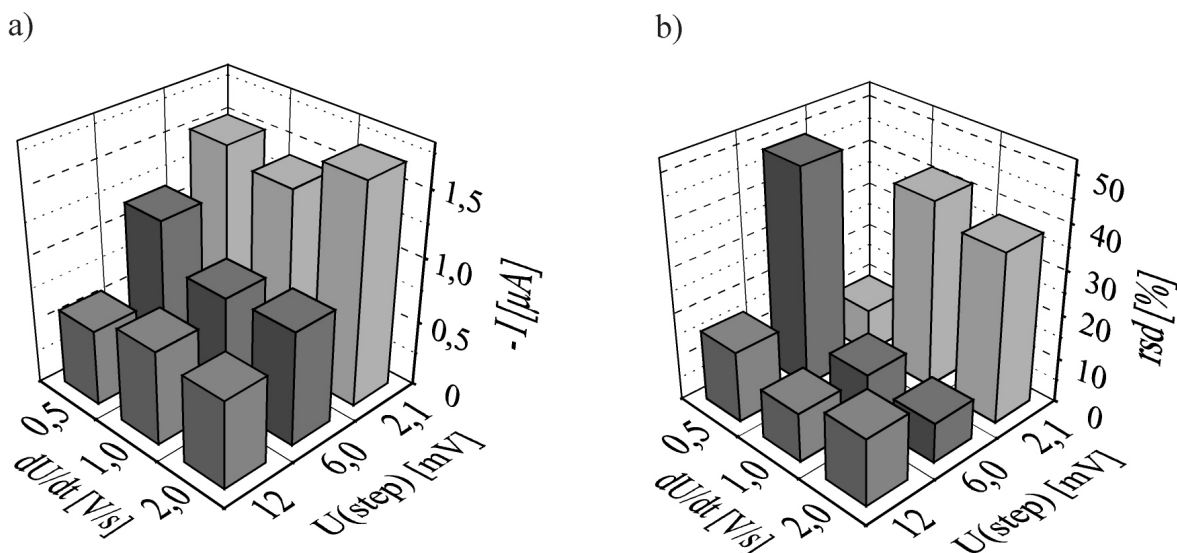 a)
1,5
1,0
0,5
0
- I [µA]
0,5
1,0
2,0
dU/dt [V/s]
12
6,0
2,1
U(step) [mV]
b)
50
40
30
20
10
0
rsd [%]
0,5
1,0
2,0
dU/dt [V/s]
12
6,0
2,1
U(step) [mV]